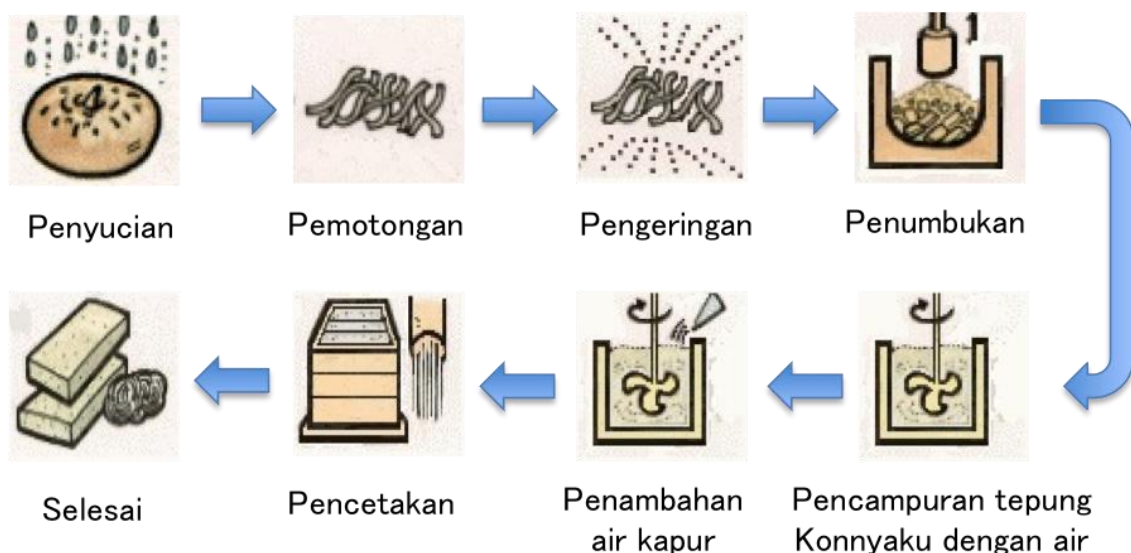 Penyucian
Pemotongan
Pengeringan
Penumbukan
Pencampuran tepung
Konnyaku dengan air
Penambahan
air kapur
Pencetakan
Selesai